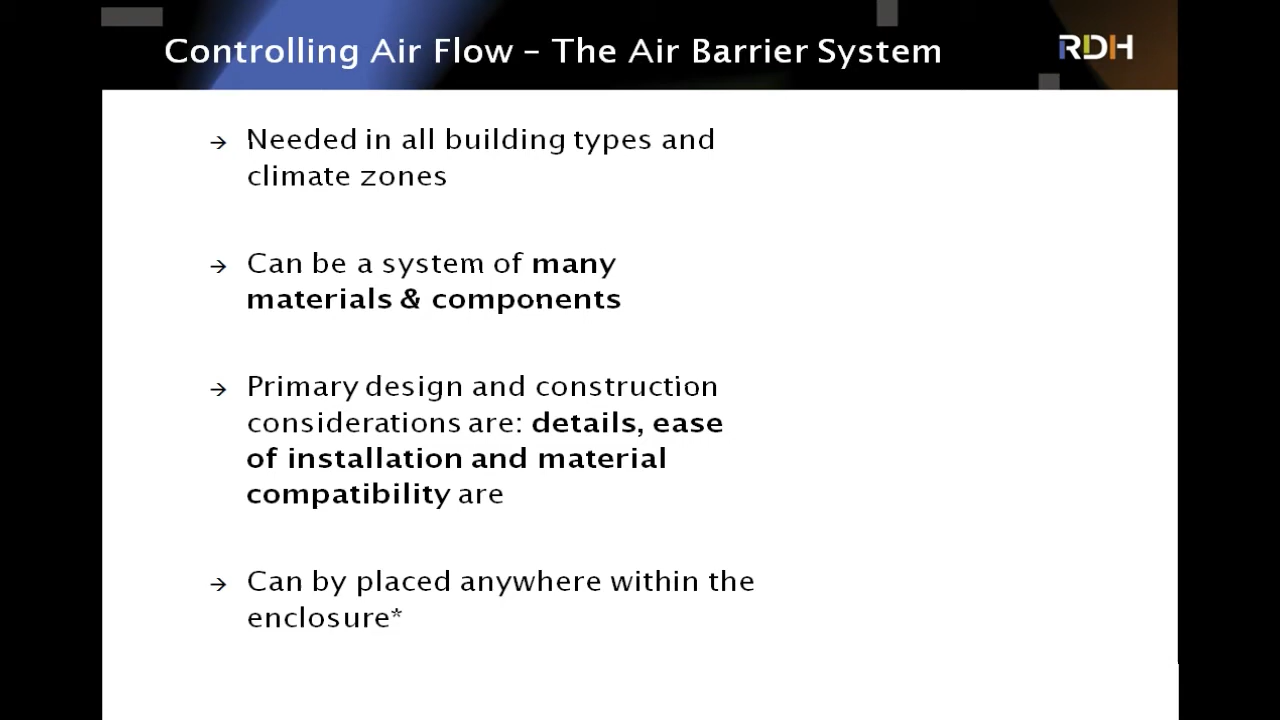 Controlling Air Flow – The Air Barrier System
RDH
→ Needed in all building types and
climate zones
→ Can be a system of many
materials & components
→ Primary design and construction
considerations are: details, ease
of installation and material
compatibility are
→ Can by placed anywhere within the
enclosure*